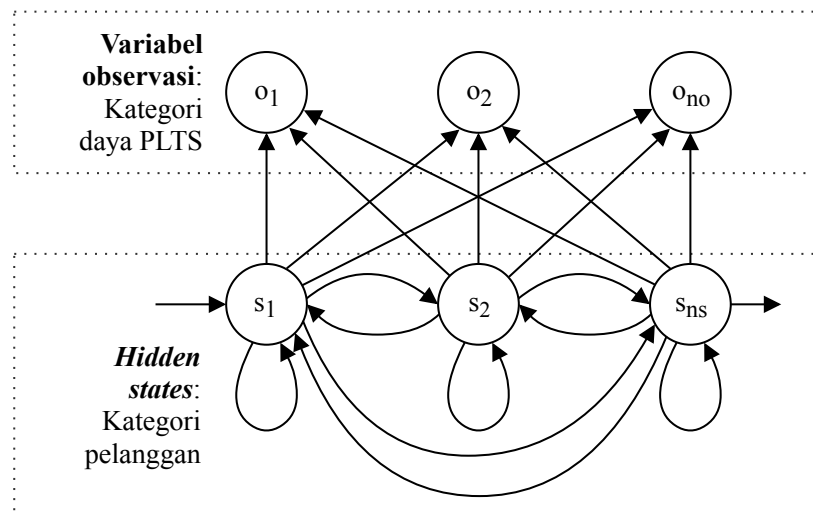 Variabel
observasi:
Kategori
daya PLTS
o1
o2
ono
s1
s2
sns
Hidden
states:
Kategori
pelanggan